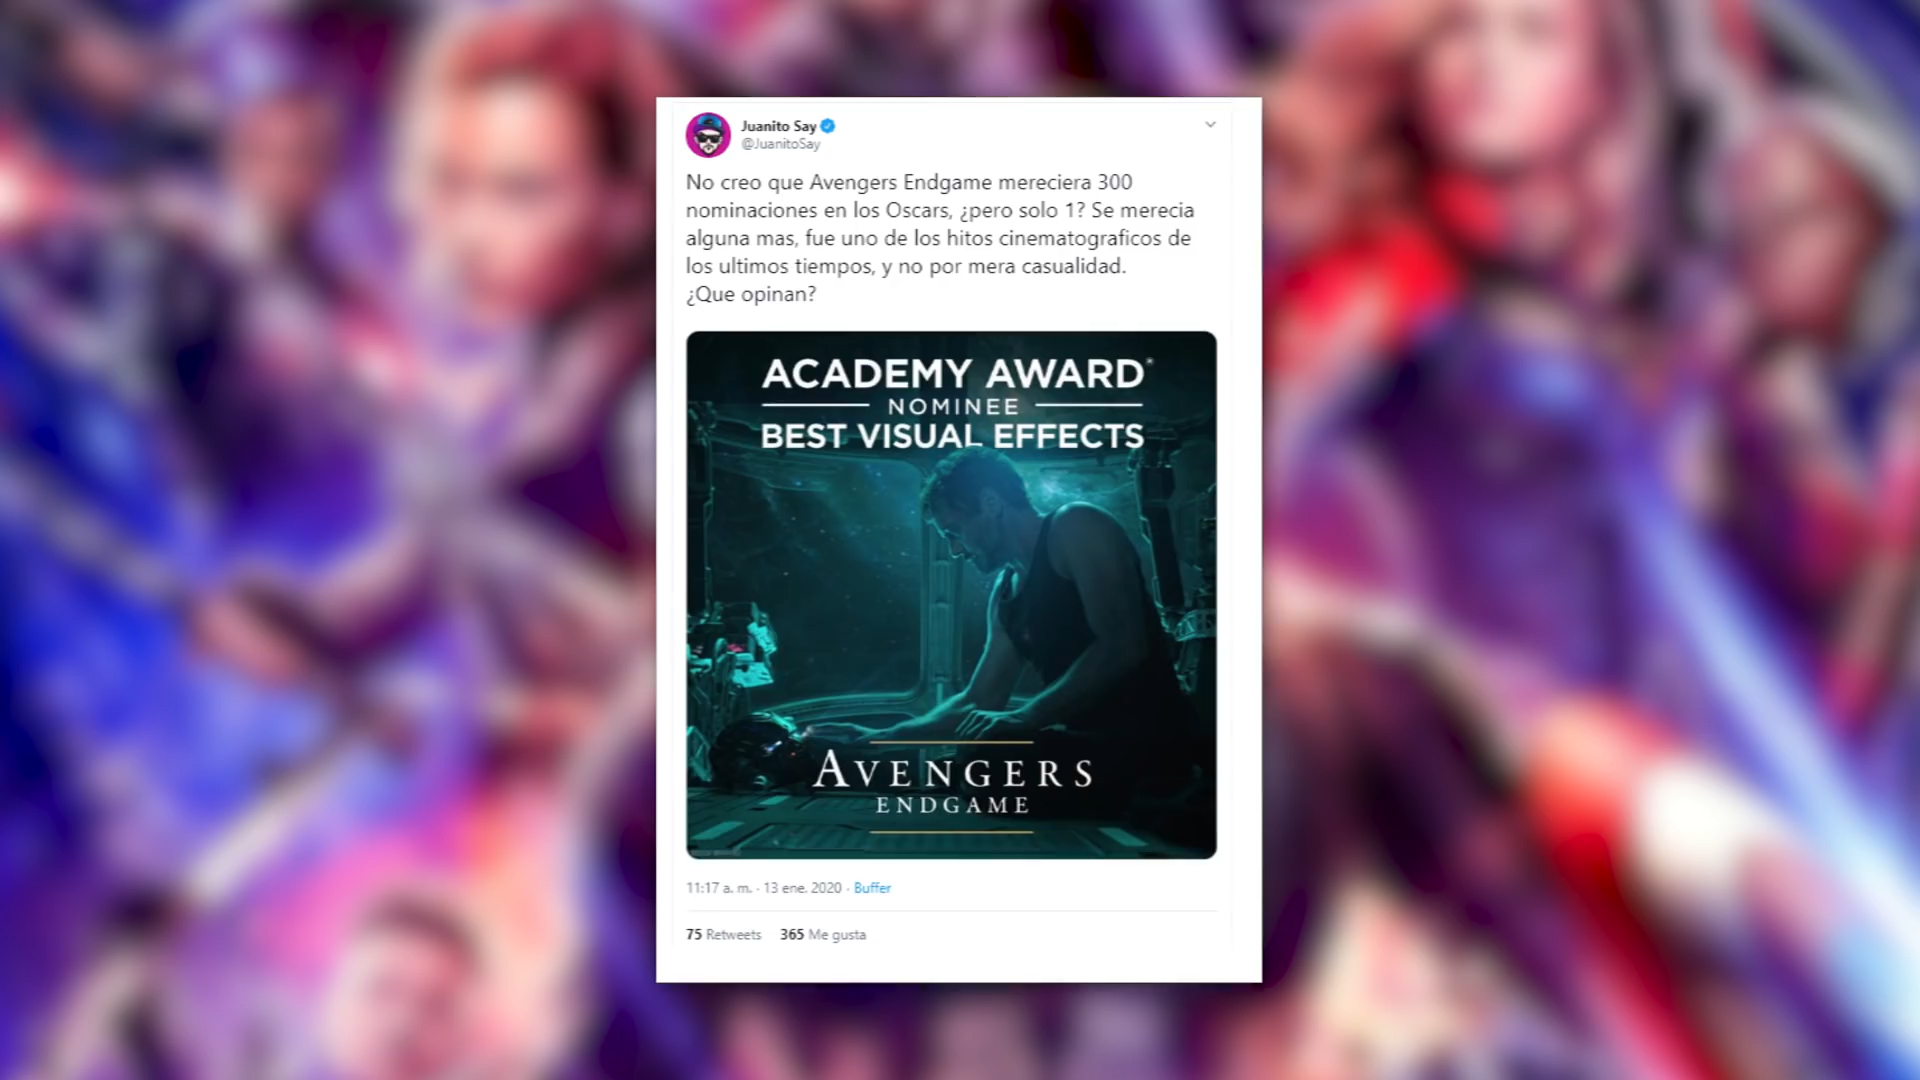 Juanito Say
@JuanitoSay
No creo que Avengers Endgame mereciera 300
nominaciones en los Oscars, ¿pero solo 1? Se merecia
alguna mas, fue uno de los hitos cinematograficos de
los ultimos tiempos, y no por mera casualidad.
¿Que opinan?
ACADEMY AWARD®
NOMINEE
BEST VISUAL EFFECTS
AVENGERS
ENDGAME
11:17 a. m. · 13 ene. 2020 · Buffer
75 Retweets 365 Me gusta